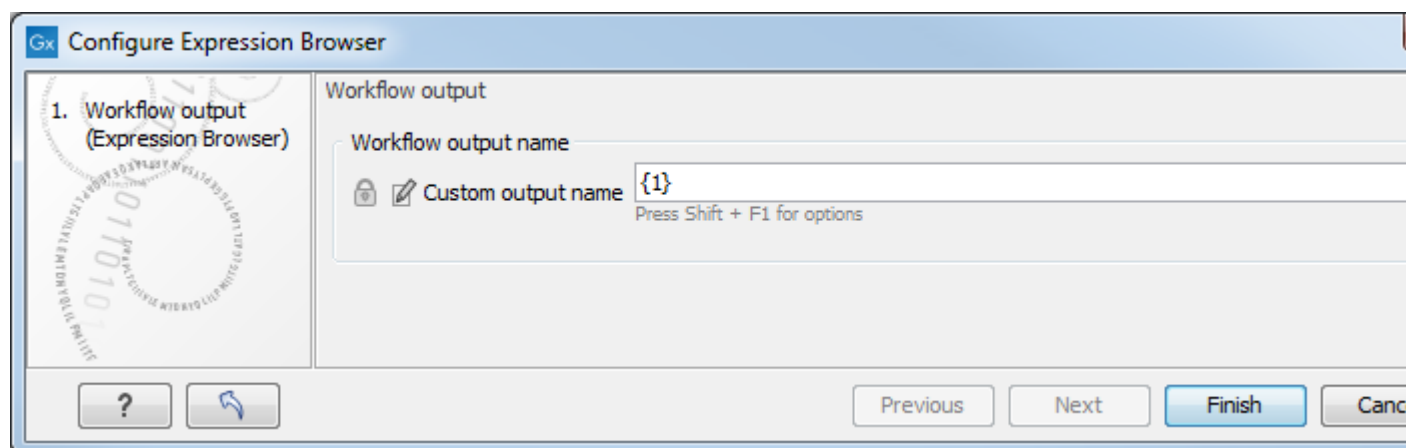 Gx Configure Expression Browser
1. Workflow output
(Expression Browser)
Workflow output
Workflow output name
Custom output name {1}
Press Shift + F1 for options
? Previous Next Finish Canc